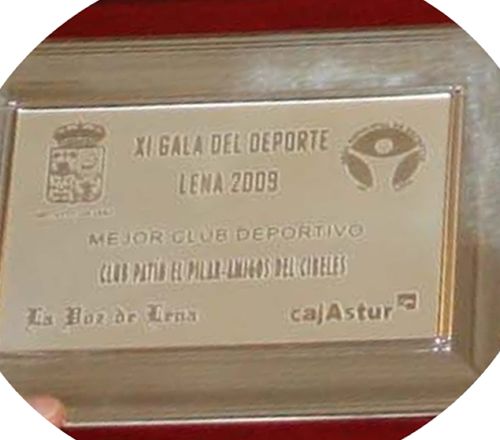 XI GALA DEL DEPORTE
LENA 2009
MEJOR CLUB DEPORTIVO
CLUB PATIN EL PILAR-AMIGOS DEL CIBELES
La Voz de Lena
cajAstur